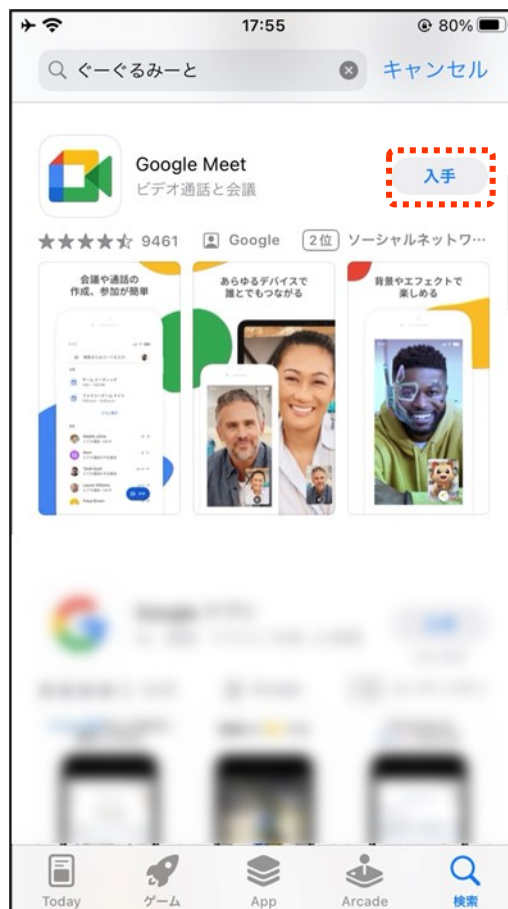 17:55
80%
ぐーぐるみーと
キャンセル
Google Meet
ビデオ通話と会議
入手
9461
Google
2位
ソーシャルネットワ…
会議や通話の
作成、参加が簡単
あらゆるデバイスで
誰とでもつながる
背景やエフェクトで
楽しめる
Today
ゲーム
App
Arcade
検索